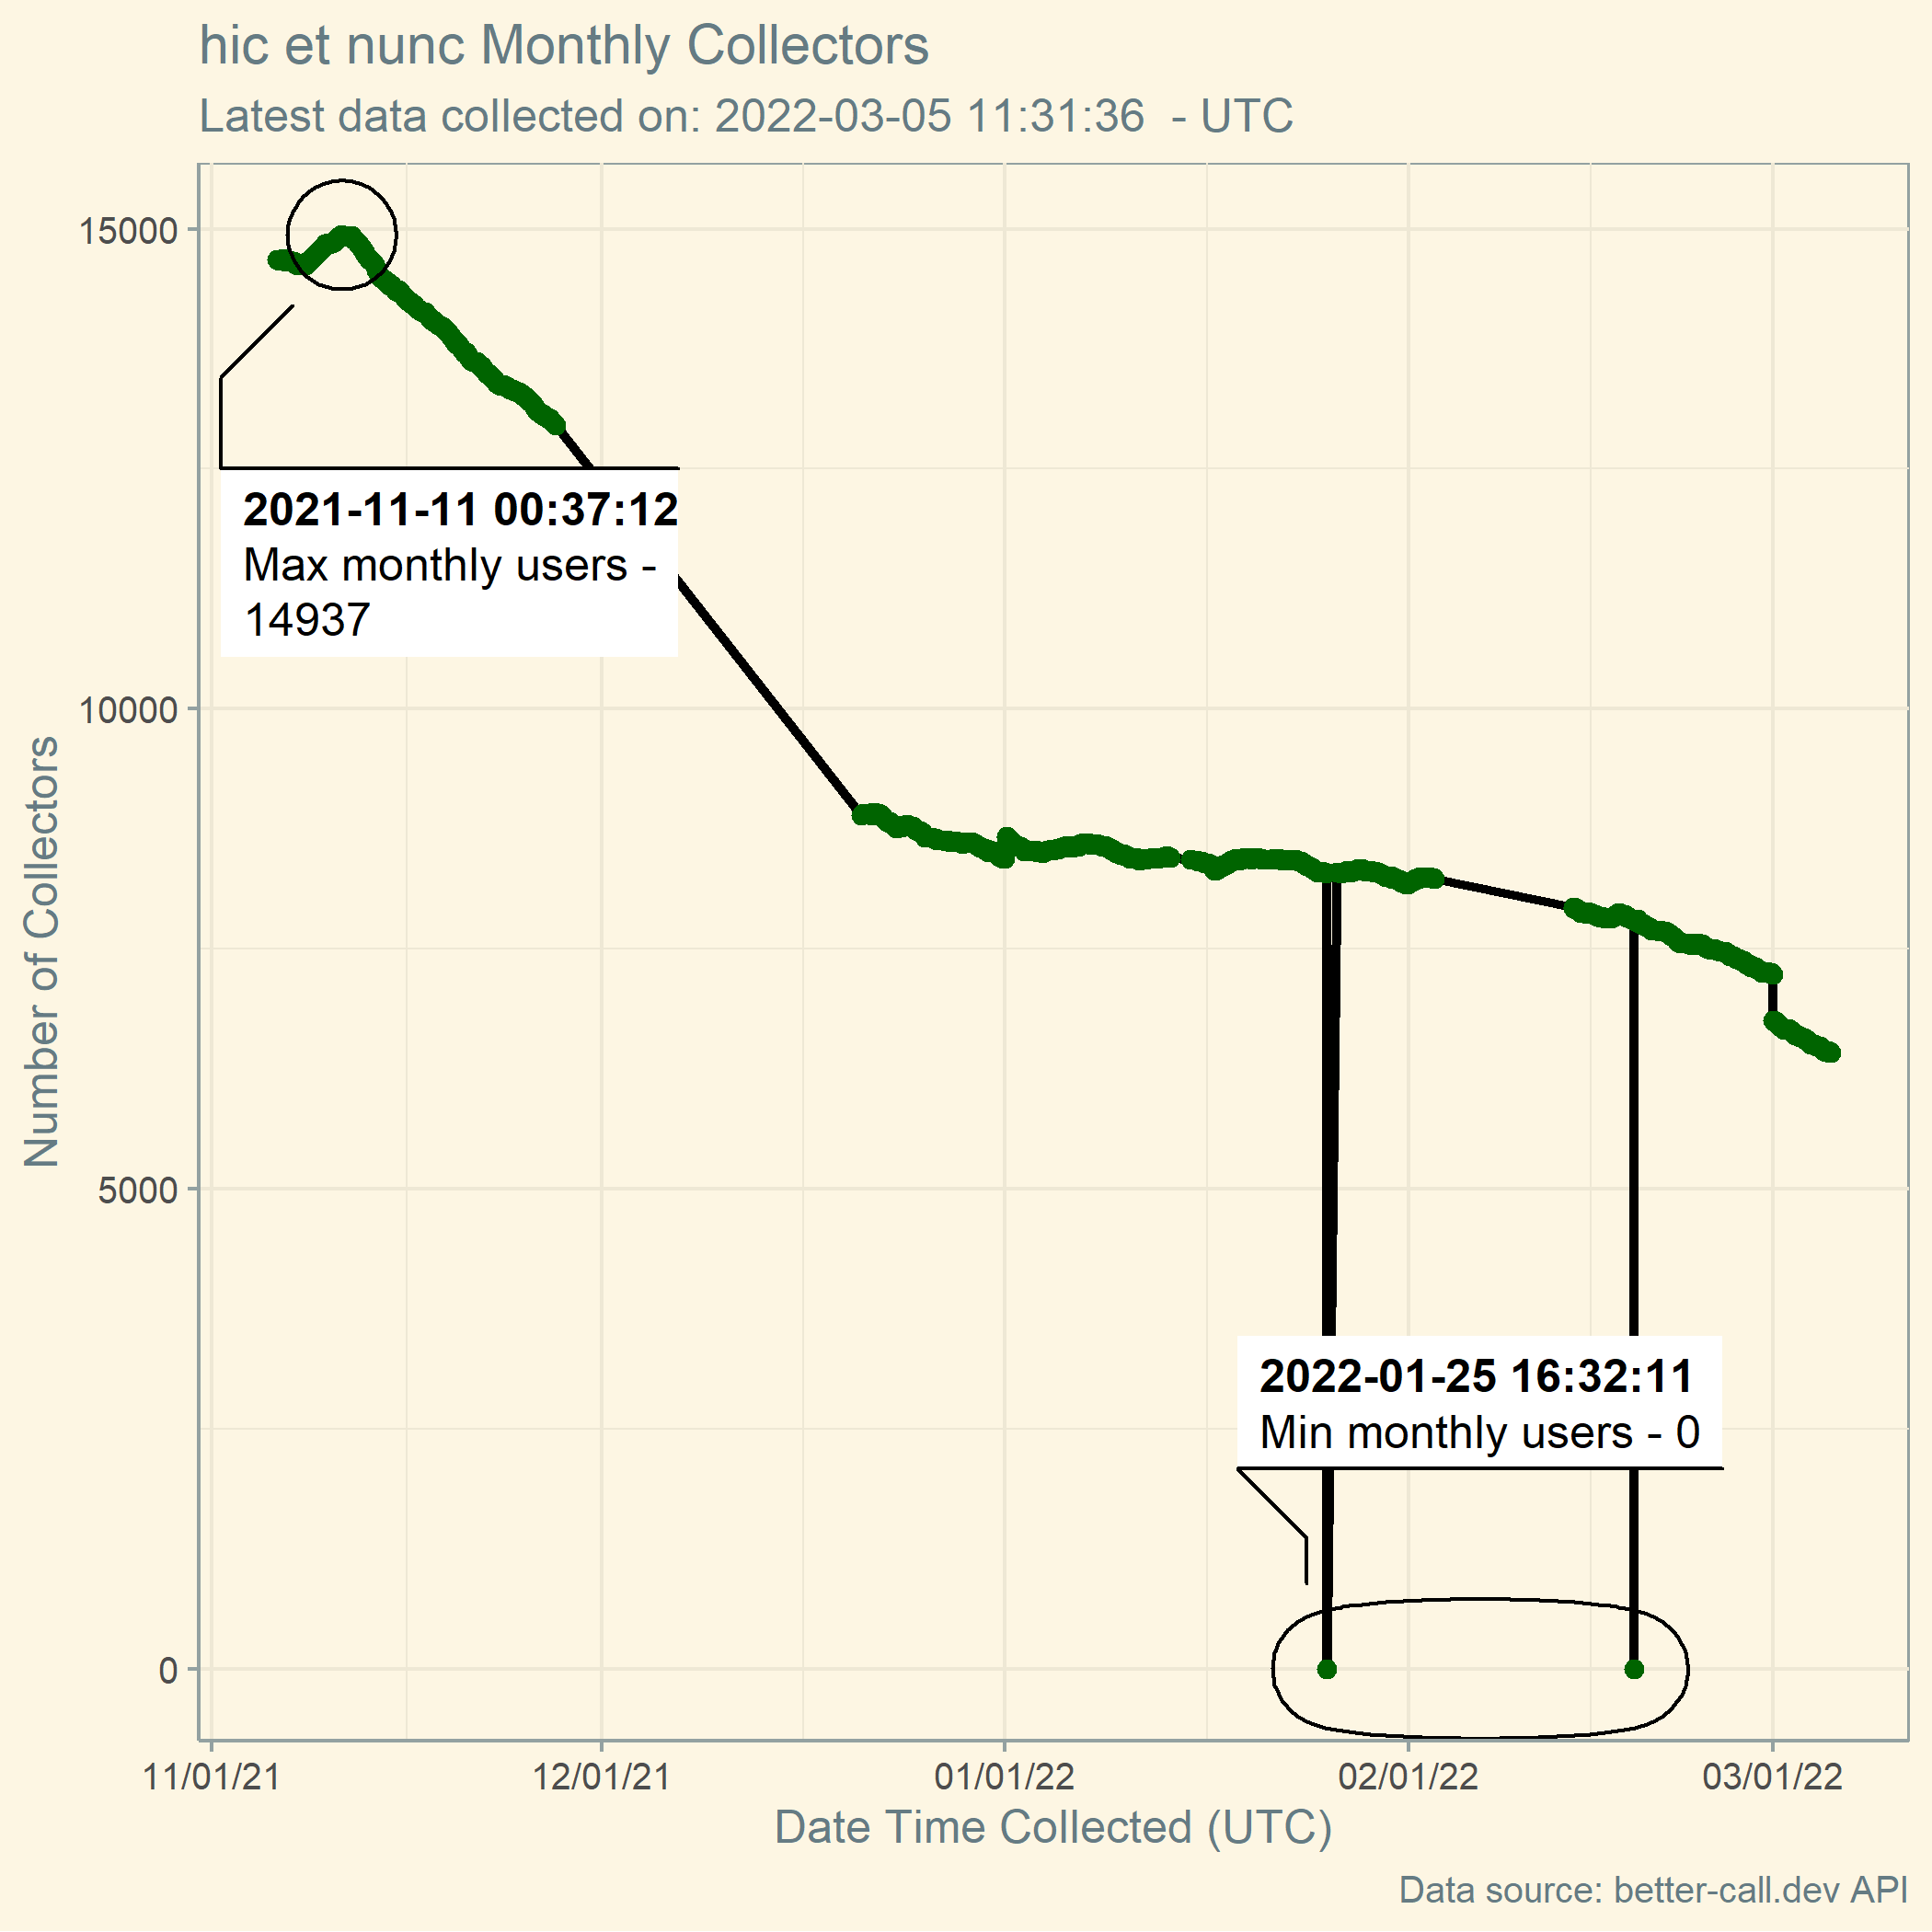 hic et nunc Monthly Collectors
Latest data collected on: 2022-03-05 11:31:36  - UTC
Number of Collectors
15000
10000
5000
0
2021-11-11 00:37:12
Max monthly users -
14937
2022-01-25 16:32:11
Min monthly users - 0
11/01/21
12/01/21
01/01/22
02/01/22
03/01/22
Date Time Collected (UTC)
Data source: better-call.dev API